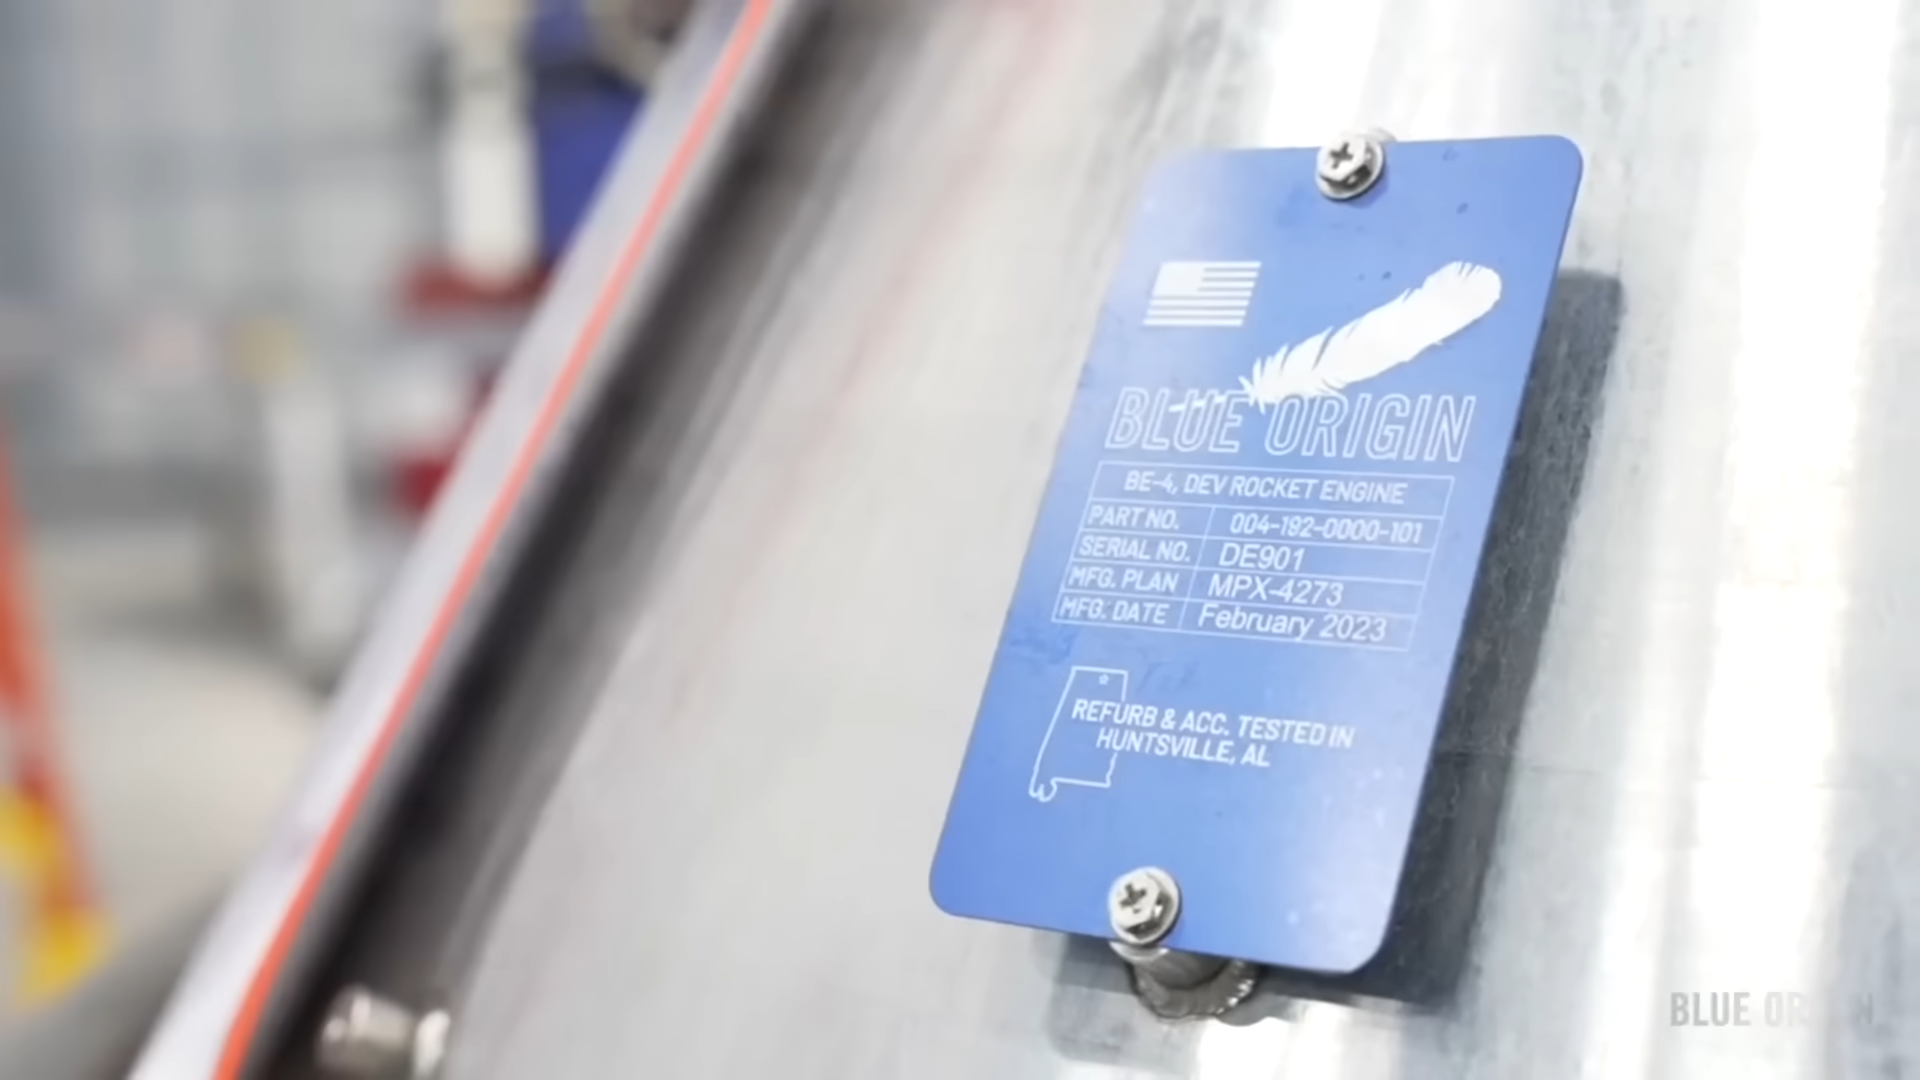 BLUE ORIGIN
BE-4, DEV ROCKET ENGINE
PART NO. 004-192-0000-101
SERIAL NO. DE901
MFG. PLAN MPX-4273
MFG. DATE February 2023
REFURB & ACC. TESTED IN
HUNTSVILLE, AL
BLUE ORIGIN